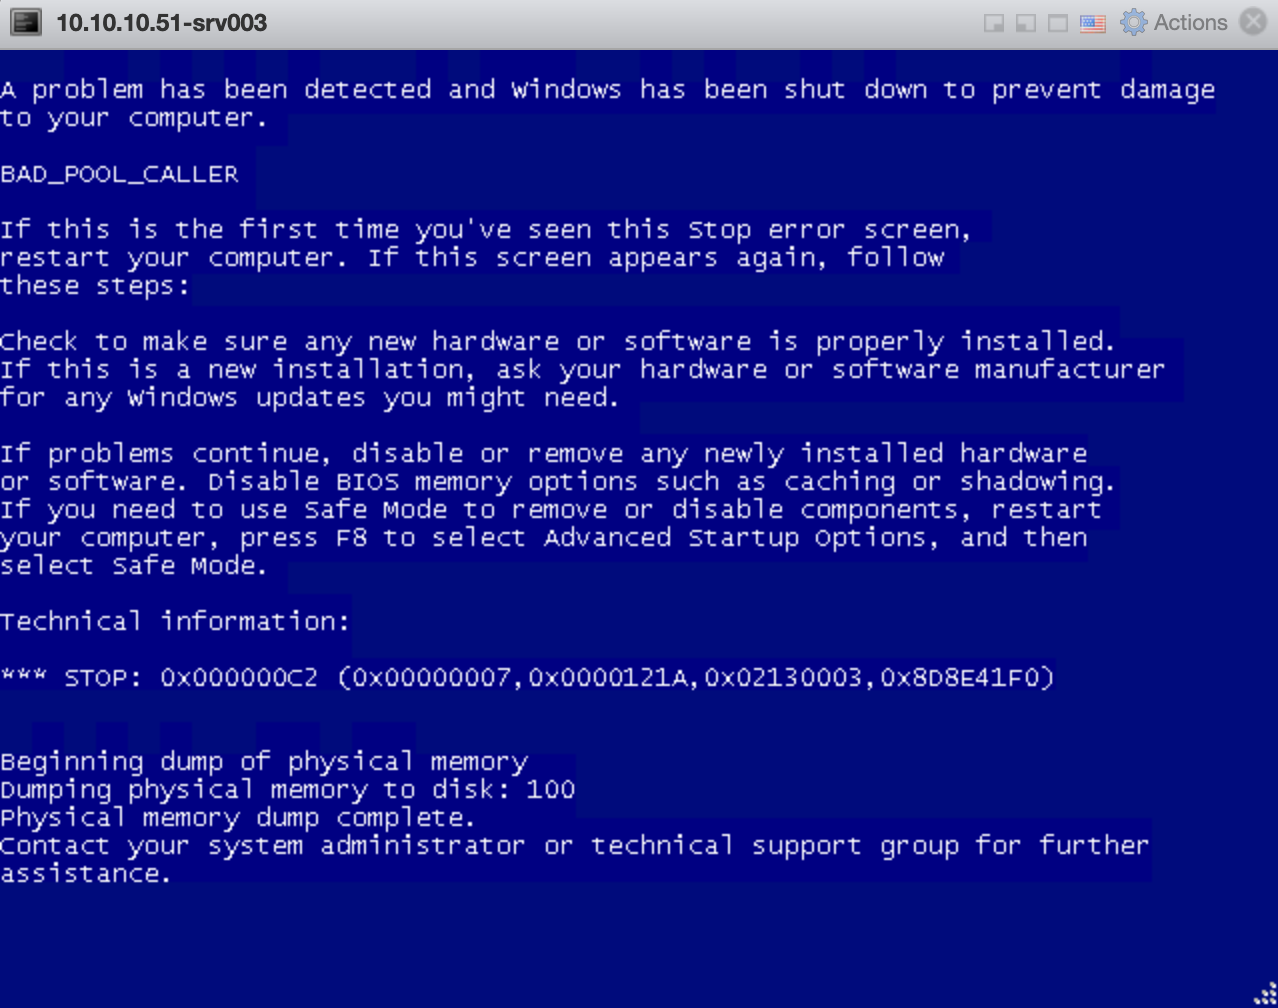 10.10.10.51-srv003
Actions
A problem has been detected and Windows has been shut down to prevent damage
to your computer.
BAD_POOL_CALLER
If this is the first time you've seen this Stop error screen,
restart your computer. If this screen appears again, follow
these steps:
Check to make sure any new hardware or software is properly installed.
If this is a new installation, ask your hardware or software manufacturer
for any Windows updates you might need.
If problems continue, disable or remove any newly installed hardware
or software. Disable BIOS memory options such as caching or shadowing.
If you need to use Safe Mode to remove or disable components, restart
your computer, press F8 to select Advanced Startup Options, and then
select Safe Mode.
Technical information:
*** STOP: 0x000000C2 (0x00000007,0x0000121A,0x02130003,0x8D8E41F0)
Beginning dump of physical memory
Dumping physical memory to disk: 100
Physical memory dump complete.
Contact your system administrator or technical support group for further
assistance.